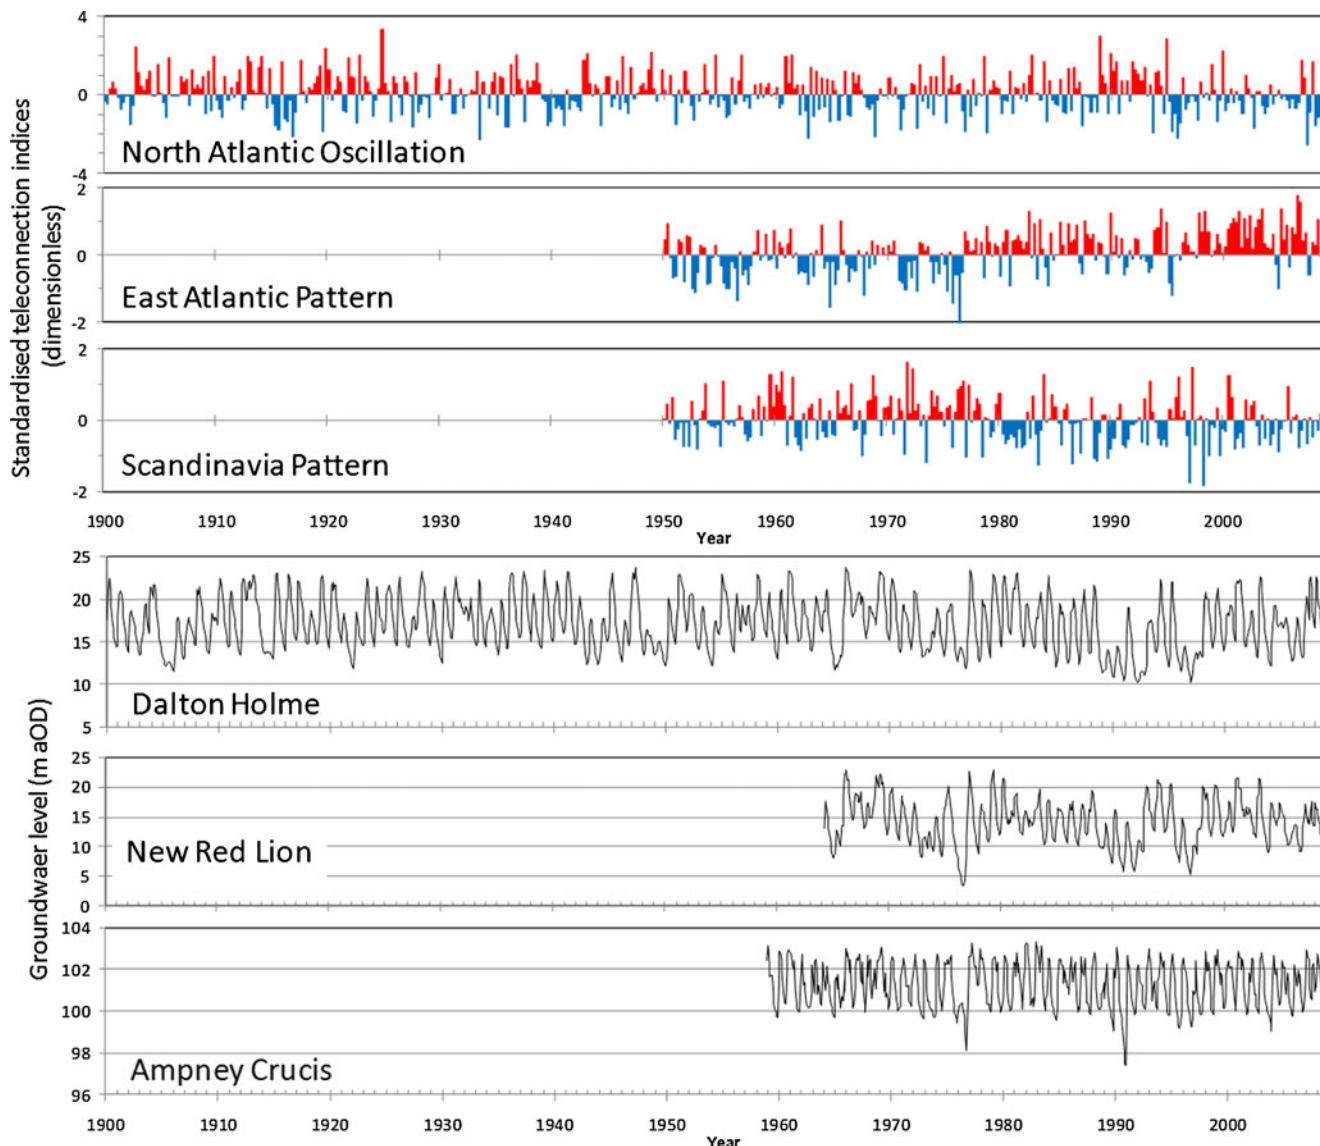 Standardised teleconnection indices
(dimensionless)
4
0
-4
North Atlantic Oscillation
2
0
-2
East Atlantic Pattern
2
0
-2
Scandinavia Pattern
1900 1910 1920 1930 1940 1950 1960 1970 1980 1990 2000
Year
Groundwaer level (m aOD)
25
20
15
10
5
Dalton Holme
25
20
15
10
5
0
New Red Lion
104
102
100
98
96
Ampney Crucis
1900 1910 1920 1930 1940 1950 1960 1970 1980 1990 2000
Year